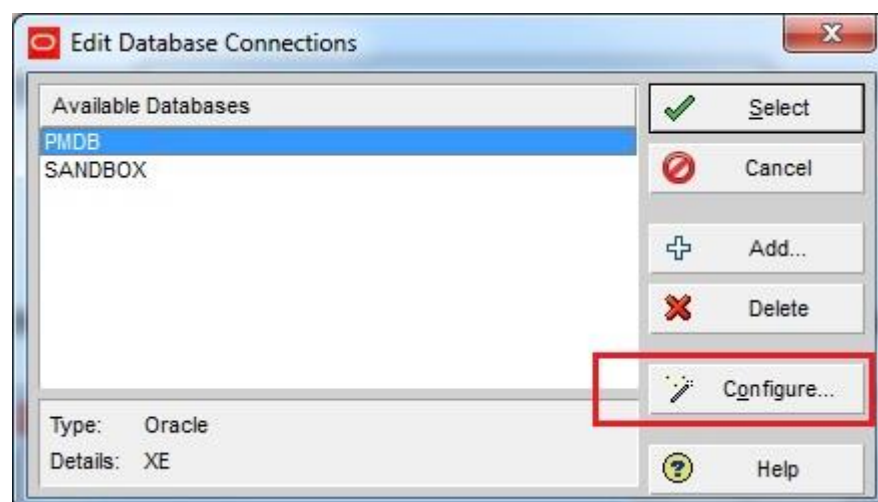 Edit Database Connections
Available Databases
PMDB
SANDBOX
Type: Oracle
Details: XE
Select
Cancel
Add...
Delete
Configure...
Help